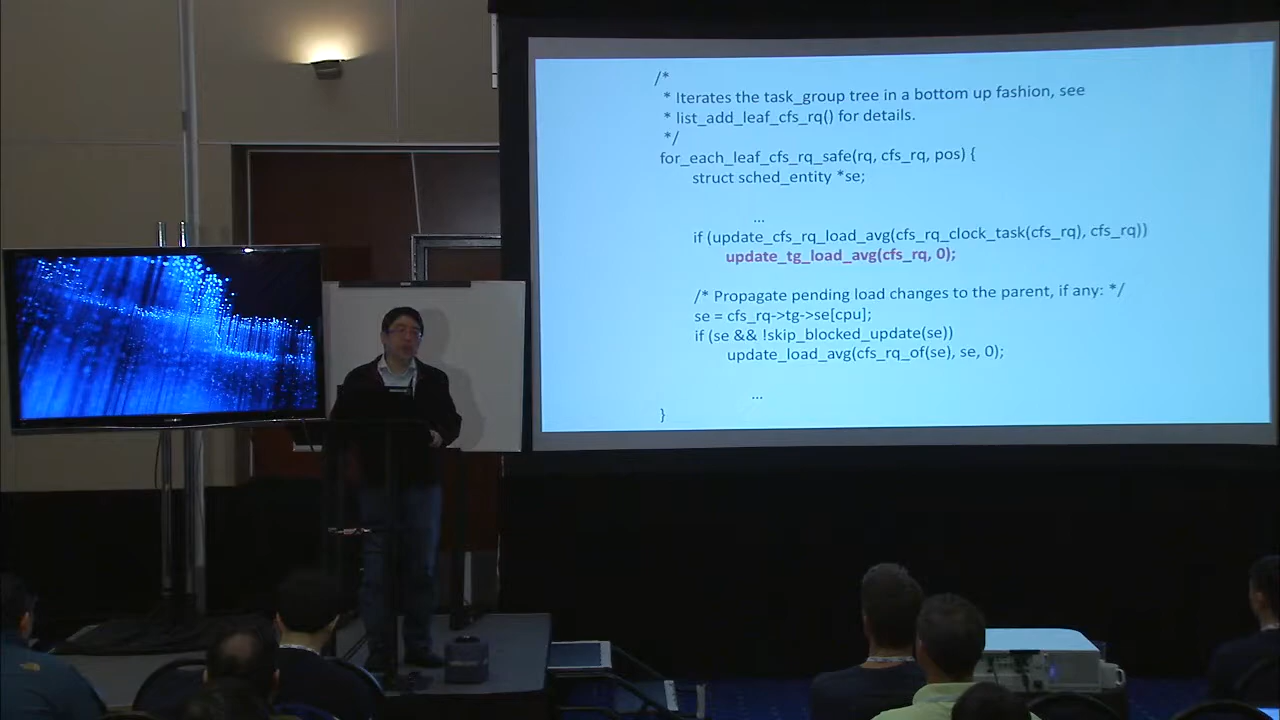 /*
* Iterates the task_group tree in a bottom up fashion, see
* list_add_leaf_cfs_rq() for details.
*/
for_each_leaf_cfs_rq_safe(rq, cfs_rq, pos) {
struct sched_entity *se;
...
if (update_cfs_rq_load_avg(cfs_rq_clock_task(cfs_rq), cfs_rq))
update_tg_load_avg(cfs_rq, 0);
/* Propagate pending load changes to the parent, if any: */
se = cfs_rq->tg->se[cpu];
if (se && !skip_blocked_update(se))
update_load_avg(cfs_rq_of(se), se, 0);
...
}